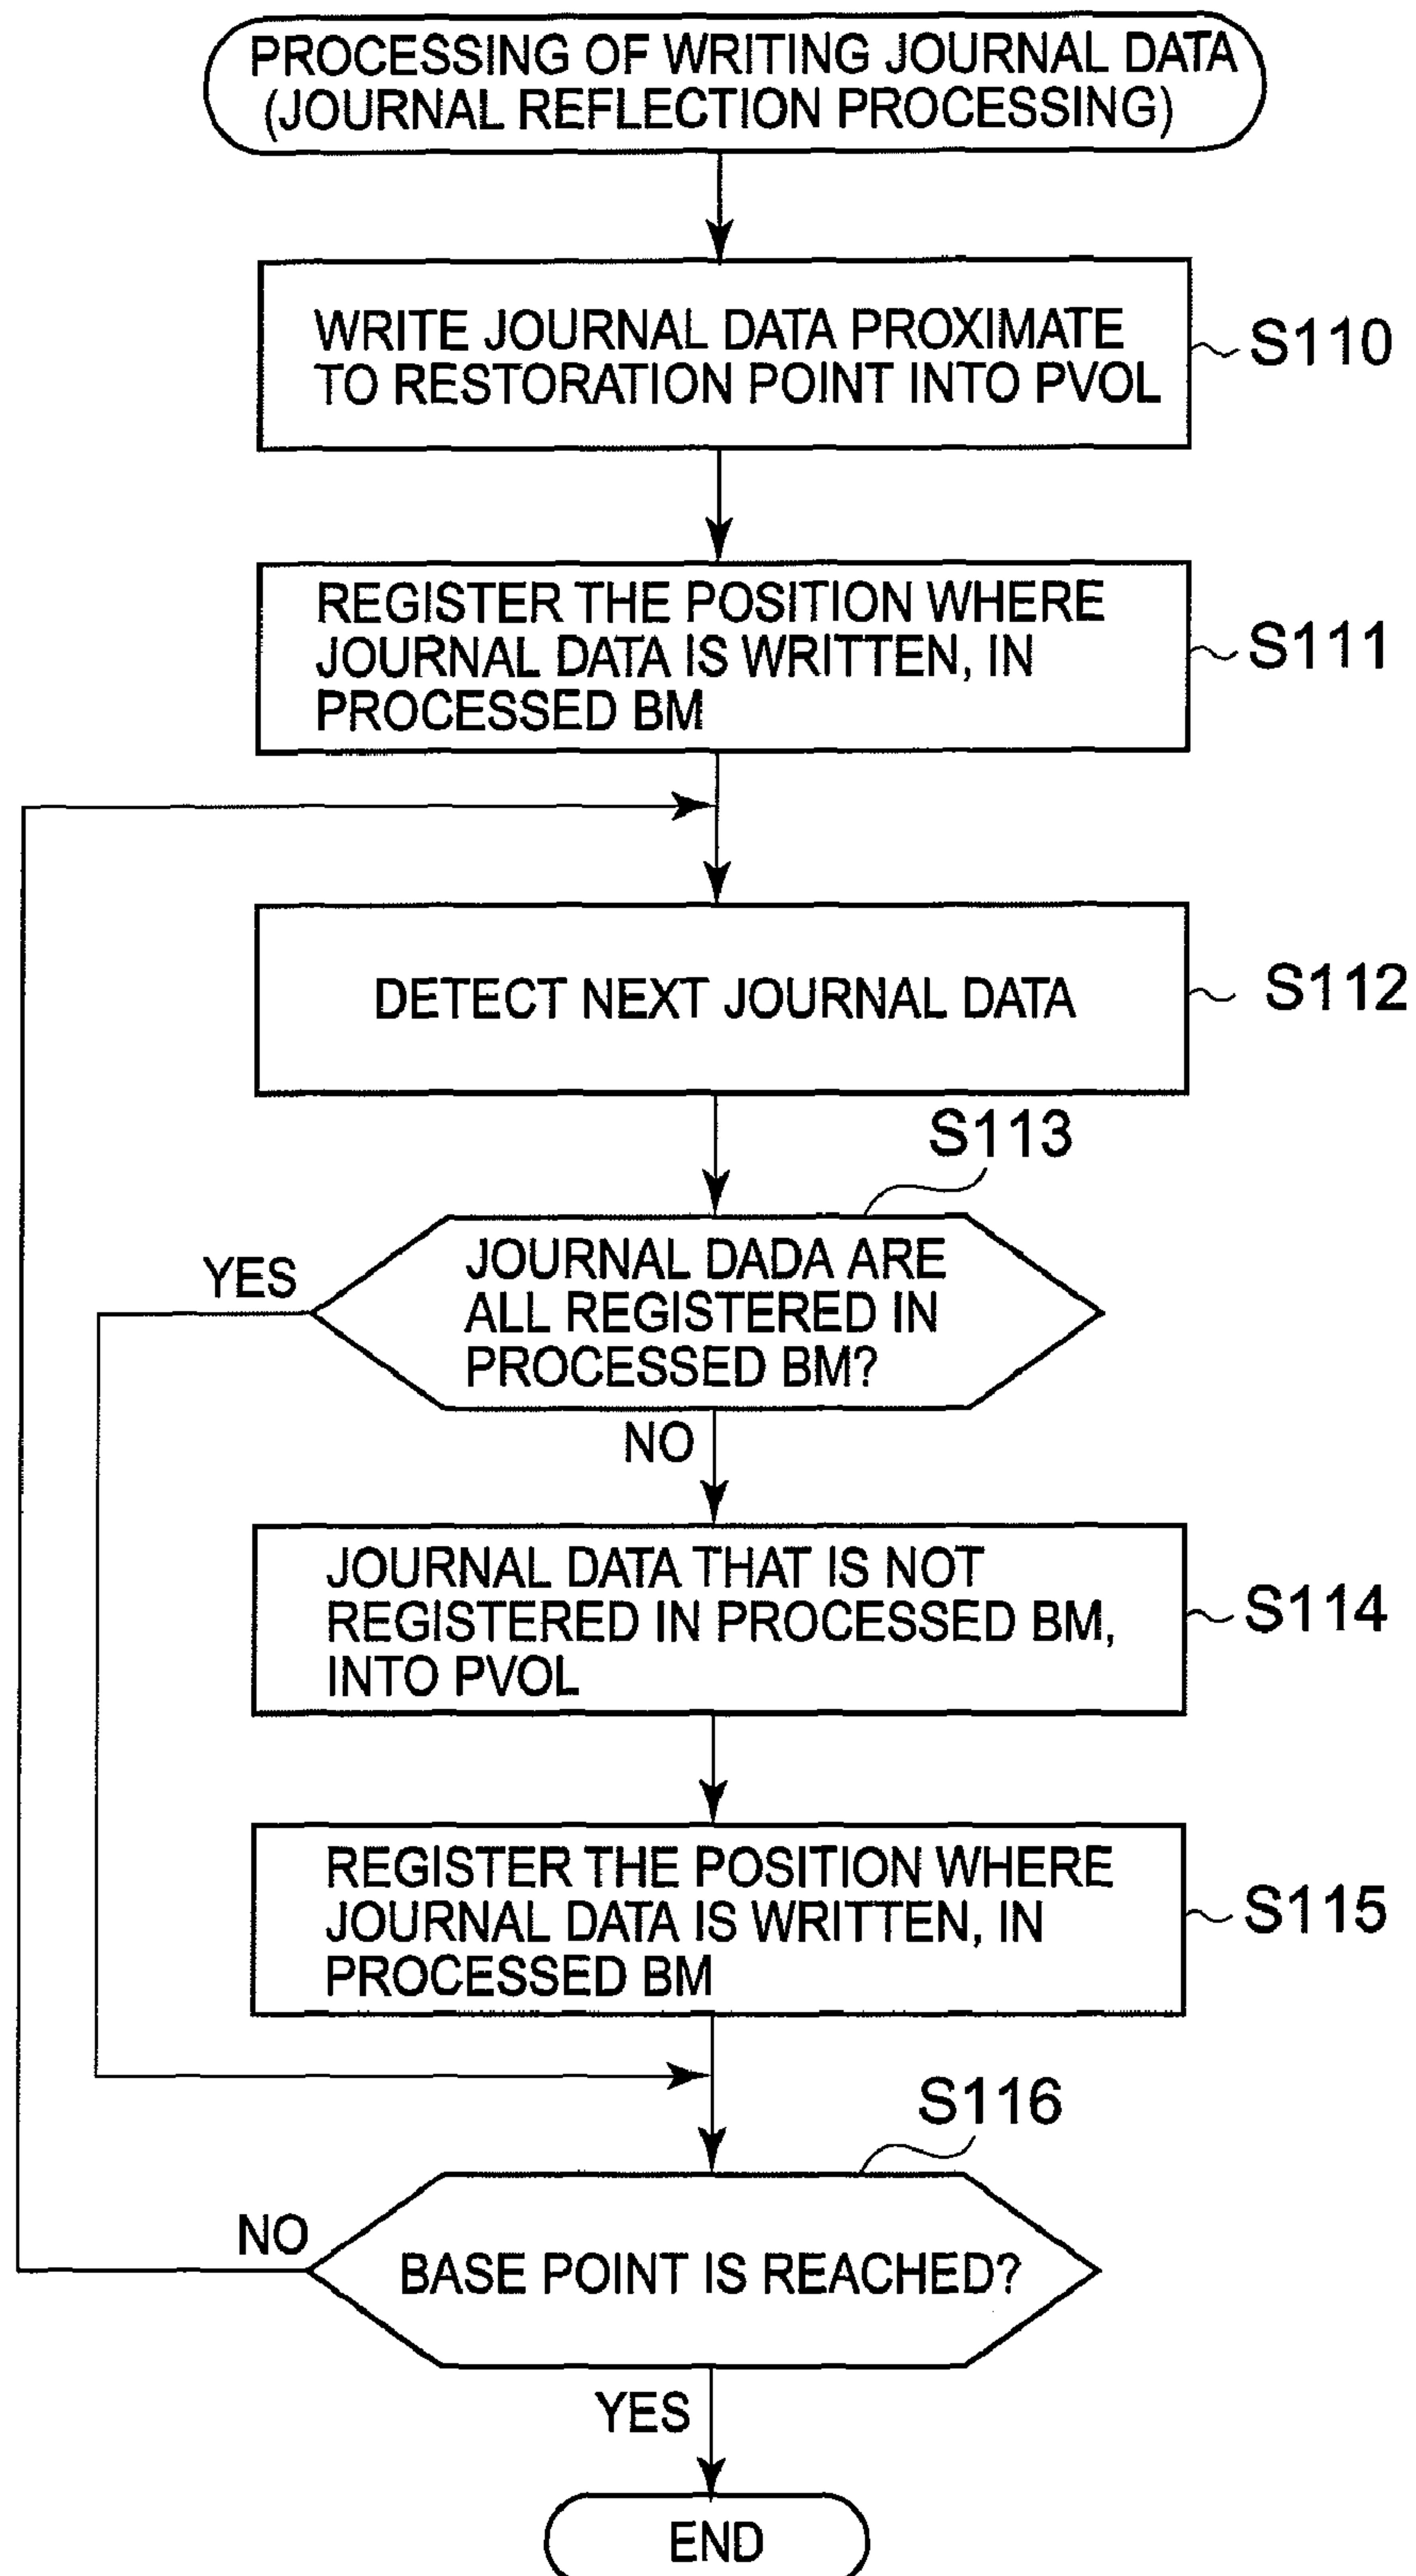 PROCESSING OF WRITING JOURNAL DATA
(JOURNAL REFLECTION PROCESSING)
WRITE JOURNAL DATA PROXIMATE
TO RESTORATION POINT INTO PVOL
S110
REGISTER THE POSITION WHERE
JOURNAL DATA IS WRITTEN, IN
PROCESSED BM
S111
DETECT NEXT JOURNAL DATA
S112
S113
YES
JOURNAL DADA ARE
ALL REGISTERED IN
PROCESSED BM?
NO
JOURNAL DATA THAT IS NOT
REGISTERED IN PROCESSED BM,
INTO PVOL
S114
REGISTER THE POSITION WHERE
JOURNAL DATA IS WRITTEN, IN
PROCESSED BM
S115
S116
NO
BASE POINT IS REACHED?
YES
END